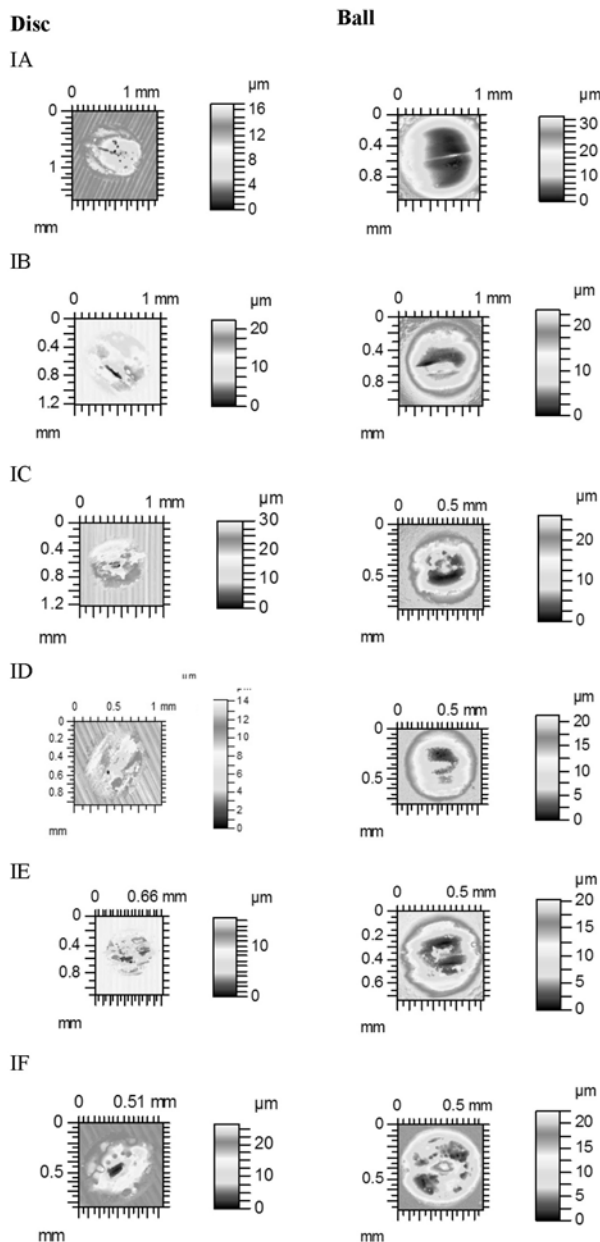 Disc Ball
IA
0 1 mm µm 0 1 mm µm
0 16 0 30
12 0.4 20
1 8 0.8 10
4
0 0
mm mm
IB
0 1 mm µm 0 1 mm µm
0 20 0 20
0.4 0.4
0.8 10 0.8 10
1.2 0 0
mm mm
IC
0 1 mm µm 0 0.5 mm µm
0 30 0
0.4 20 20
0.8 10 0.5 10
1.2 0 0
mm mm
ID
µm
0 0.5 1 mm 0 0.5 mm µm
0 14 0 20
0.2 12
0.4 10 15
8 0.5 10
0.6 6
0.8 4 5
2
0 0
mm mm
IE
0 0.66 mm µm 0 0.5 mm µm
0 0 20
0.4 10 0.2 15
0.8 0.4 10
0.6 5
0 0
mm mm
IF
0 0.51 mm µm 0 0.5 mm µm
0 20 0 20
15
0.5 10 0.5 10
5
0 0
mm mm